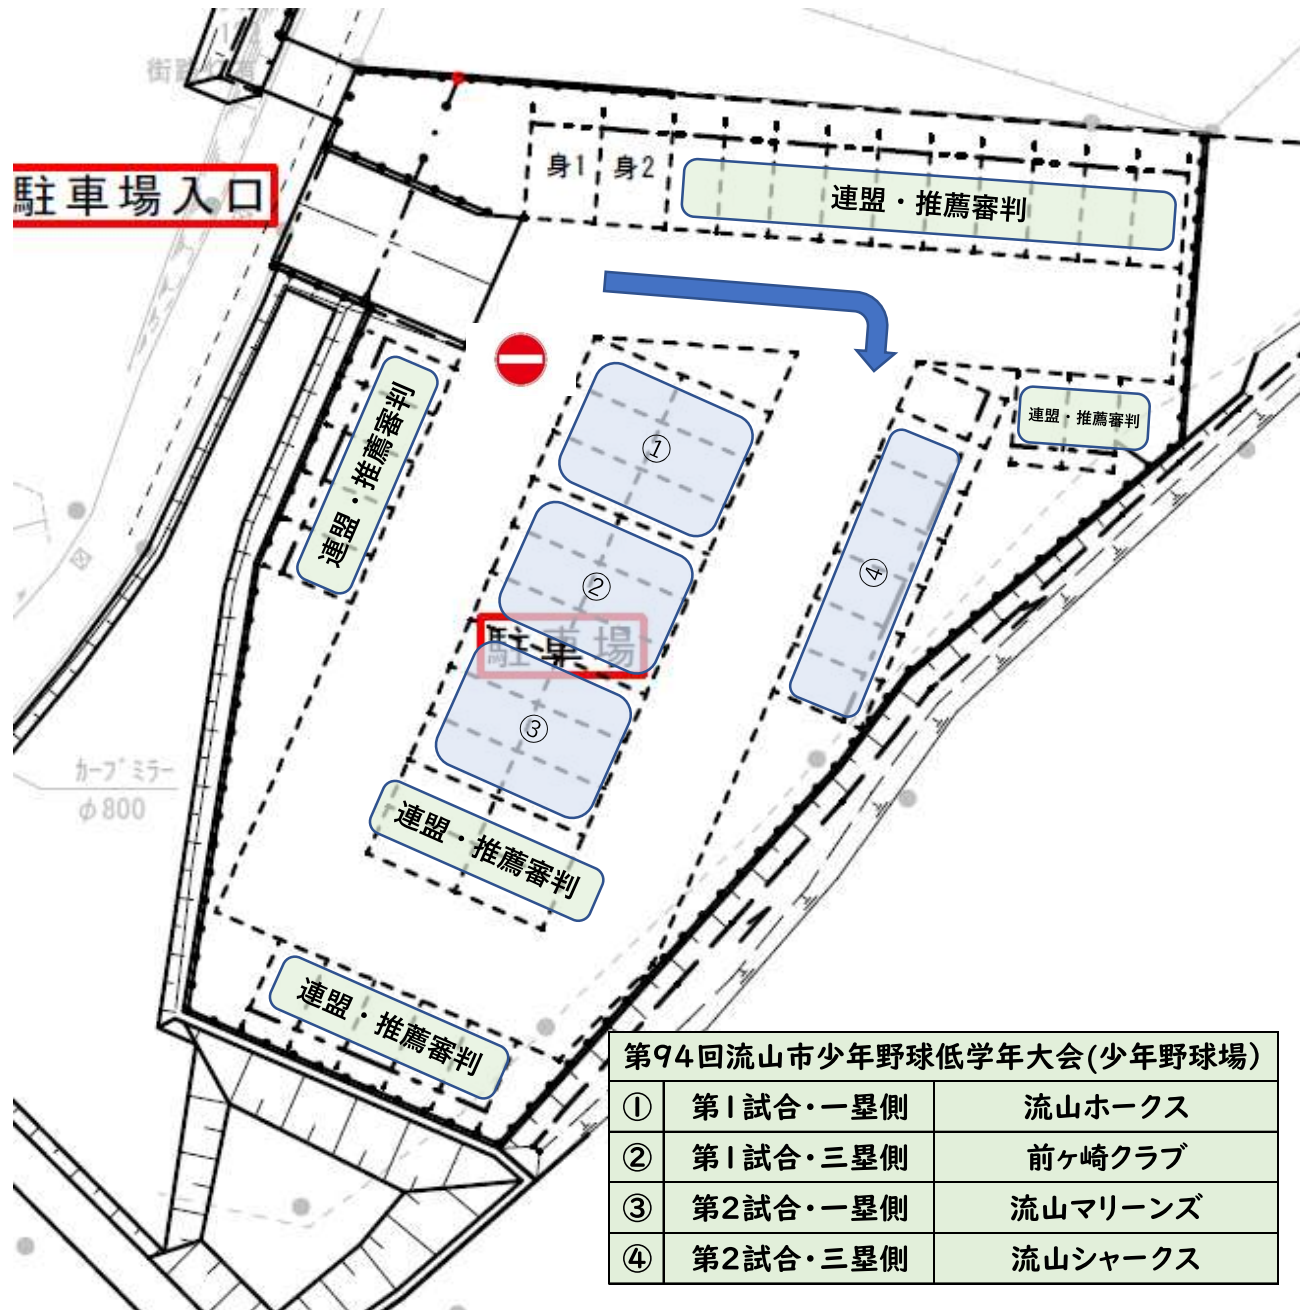 駐車場入口
身1
身2
連盟・推薦審判
連盟・推薦審判
連盟・推薦審判
①
②
③
④
駐車場
カーブミラー
φ800
連盟・推薦審判
連盟・推薦審判
第94回流山市少年野球低学年大会(少年野球場)
① 第1試合・一塁側 流山ホークス
② 第1試合・三塁側 前ヶ崎クラブ
③ 第2試合・一塁側 流山マリーンズ
④ 第2試合・三塁側 流山シャークス